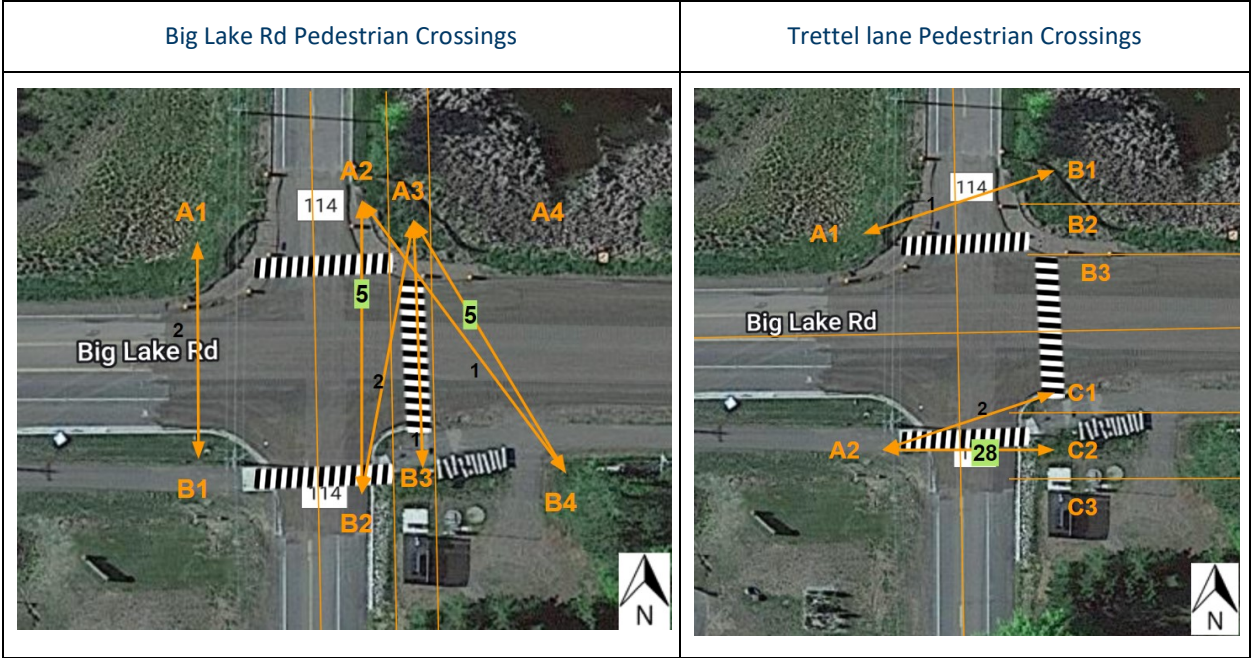 Big Lake Rd Pedestrian Crossings
Trettel lane Pedestrian Crossings
A1
A2
A3
A4
114
5
5
2
Big Lake Rd
2
1
1
B1
B2
B3
B4
114
N
114
B1
1
A1
B2
B3
Big Lake Rd
C1
2
A2
28
1
C2
C3
N